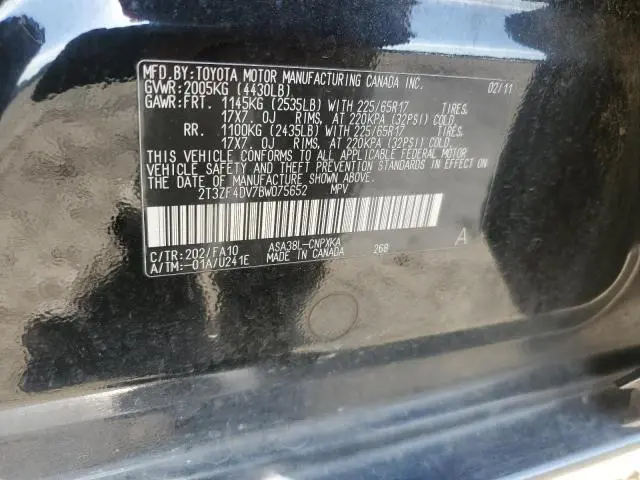 MFD.BY:TOYOTA MOTOR MANUFACTURING CANADA INC. 02/11
GVWR:2005KG (4430LB)
GAWR:FRT. 1145KG (2535LB) WITH 225/65R17 TIRES,
17X7.0J RIMS, AT 220KPA (32PSI) COLD.
RR. 1100KG (2435LB) WITH 225/65R17 TIRES,
17X7.0J RIMS, AT 220KPA (32PSI) COLD.
THIS VEHICLE CONFORMS TO ALL APPLICABLE FEDERAL MOTOR
VEHICLE SAFETY AND THEFT PREVENTION STANDARDS IN EFFECT
ON THE DATE OF MANUFACTURE SHOWN ABOVE.
2T3ZF4DV7BW075652 MPV
A
C/TR:202/FA10 ASA38L-CNPXKA 268
A/TM:-01A/U241E MADE IN CANADA